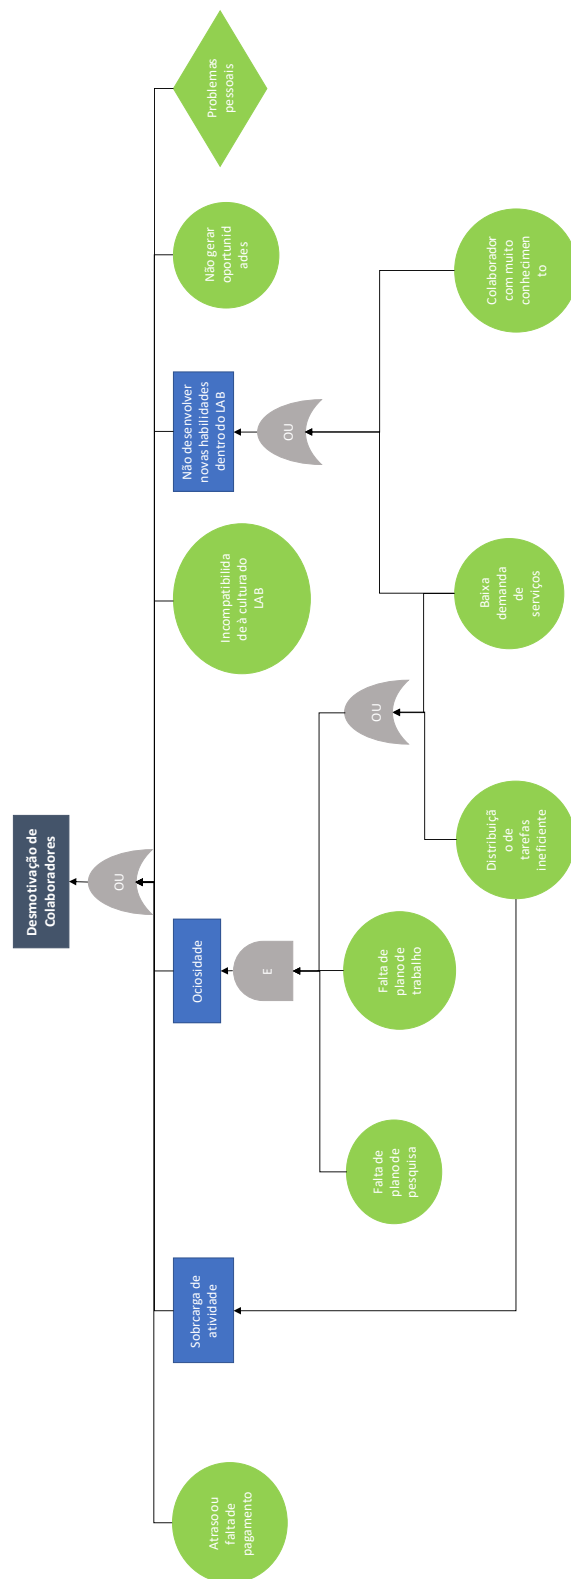 Desmotivação de
Colaboradores
OU
Atraso ou
falta de
pagamento
Sobrcarga de
atividade
Ociosidade
Incompatibilida
de à cultura do
LAB
Não desenvolver
novas habilidades
dentro do LAB
Não gerar
oportunid
ades
Problemas
pessoais
E
OU
Falta de
plano de
pesquisa
Falta de
plano de
trabalho
OU
Distribuiçã
o de
tarefas
ineficiente
Baixa
demanda
de
serviços
Colaborador
com muito
conhecimen
to